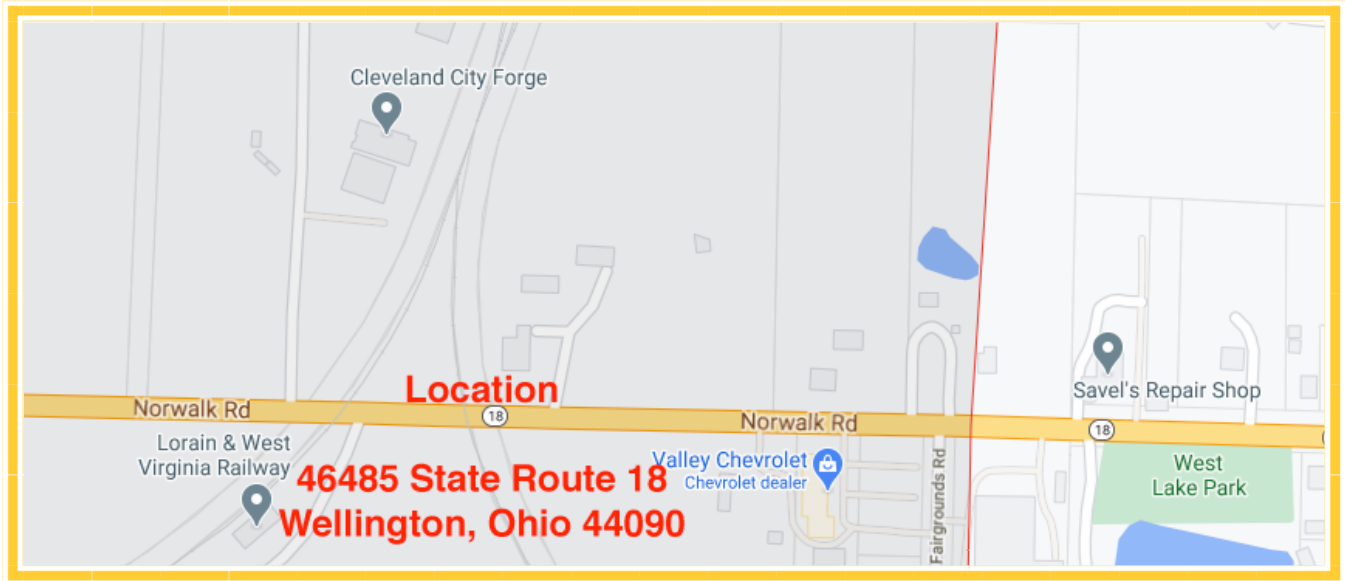 Cleveland City Forge
Location
Norwalk Rd
18
Norwalk Rd
Savel's Repair Shop
18
Lorain & West
Virginia Railway
46485 State Route 18
Wellington, Ohio 44090
Valley Chevrolet
Chevrolet dealer
Fairgrounds Rd
West
Lake Park